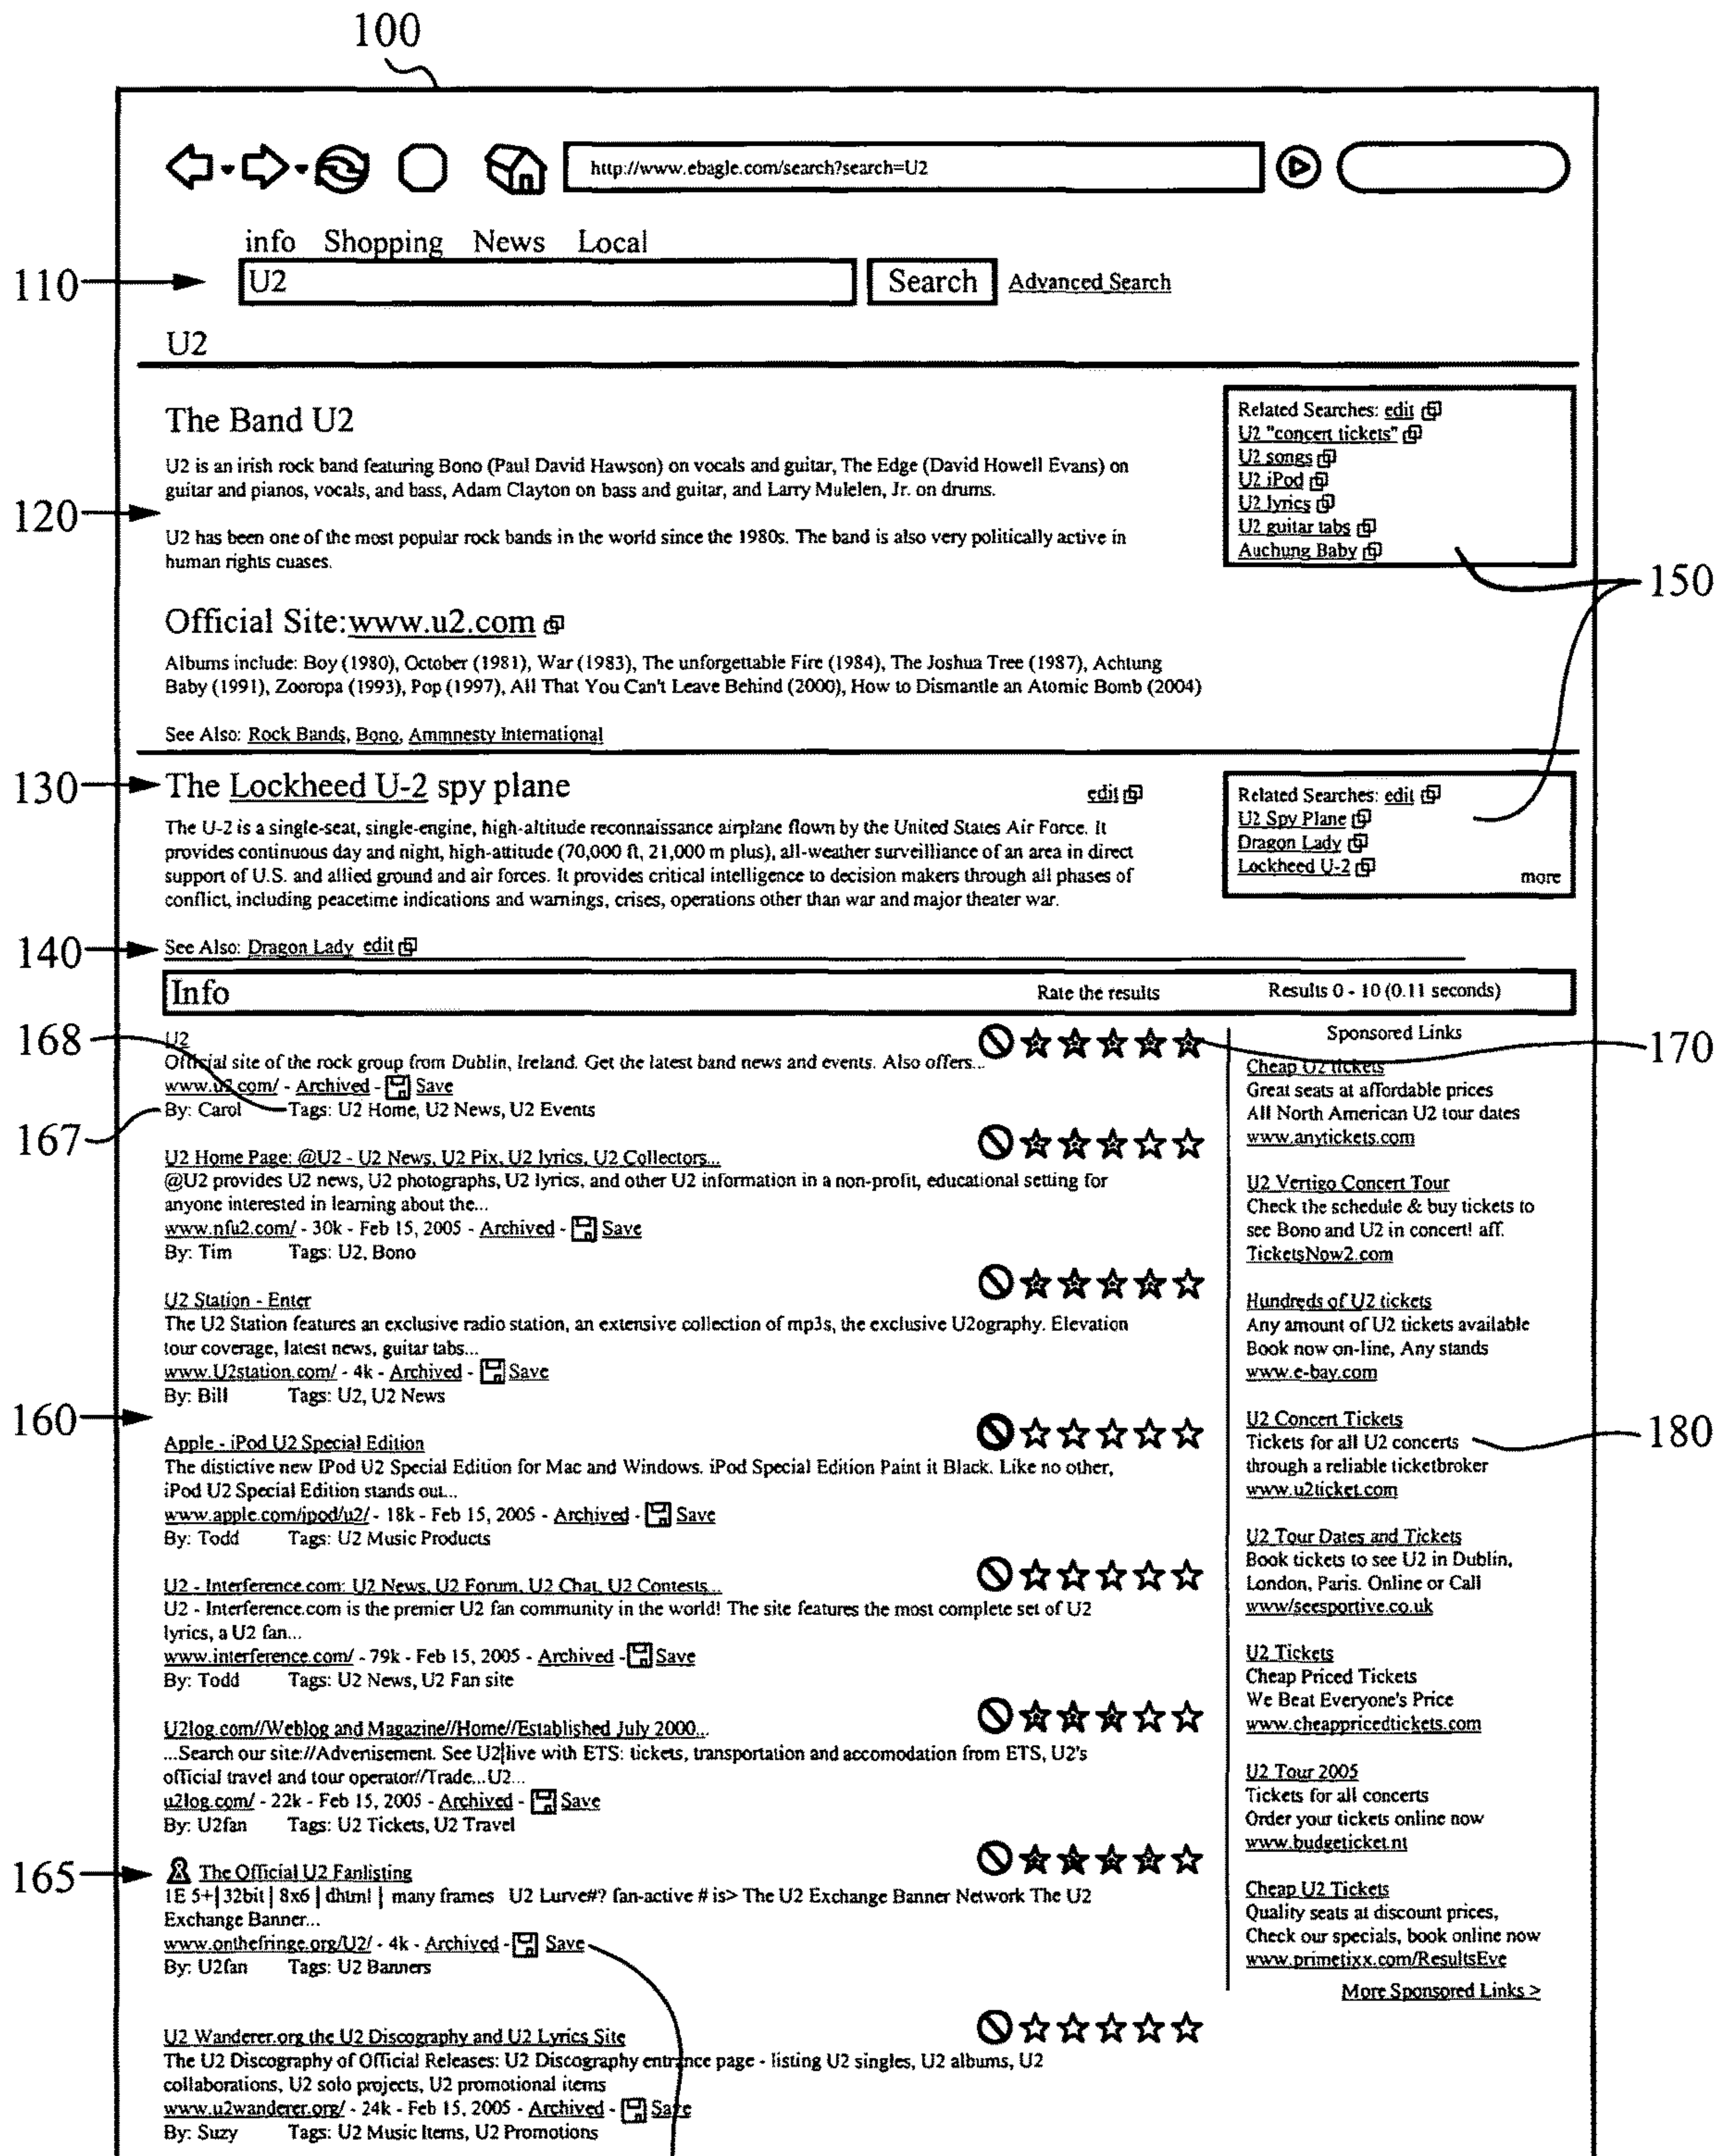 100
http://www.ebagle.com/search?search=U2
info Shopping News Local
110
U2 Search Advanced Search
U2
The Band U2
U2 is an irish rock band featuring Bono (Paul David Hawson) on vocals and guitar, The Edge (David Howell Evans) on
guitar and pianos, vocals, and bass, Adam Clayton on bass and guitar, and Larry Mulelen, Jr. on drums.
120
U2 has been one of the most popular rock bands in the world since the 1980s. The band is also very politically active in
human rights cuases.
Official Site:www.u2.com
Albums include: Boy (1980), October (1981), War (1983), The unforgettable Fire (1984), The Joshua Tree (1987), Achtung
Baby (1991), Zooropa (1993), Pop (1997), All That You Can't Leave Behind (2000), How to Dismantle an Atomic Bomb (2004)
See Also: Rock Bands, Bono, Ammnesty International
Related Searches: edit
U2 "concert tickets"
U2 songs
U2 iPod
U2 lyrics
U2 guitar tabs
Auchung Baby
150
130
The Lockheed U-2 spy plane edit
The U-2 is a single-seat, single-engine, high-altitude reconnaissance airplane flown by the United States Air Force. It
provides continuous day and night, high-attitude (70,000 ft, 21,000 m plus), all-weather surveilliance of an area in direct
support of U.S. and allied ground and air forces. It provides critical intelligence to decision makers through all phases of
conflict, including peacetime indications and warnings, crises, operations other than war and major theater war.
140
See Also: Dragon Lady edit
Related Searches: edit
U2 Spy Plane
Dragon Lady
Lockheed U-2
more
Info Rate the results Results 0 - 10 (0.11 seconds)
168
U2
Official site of the rock group from Dublin, Ireland. Get the latest band news and events. Also offers...
www.u2.com/ - Archived - Save
By: Carol Tags: U2 Home, U2 News, U2 Events
167
U2 Home Page: @U2 - U2 News, U2 Pix, U2 lyrics, U2 Collectors...
@U2 provides U2 news, U2 photographs, U2 lyrics, and other U2 information in a non-profit, educational setting for
anyone interested in learning about the...
www.nfu2.com/ - 30k - Feb 15, 2005 - Archived - Save
By: Tim Tags: U2, Bono
U2 Station - Enter
The U2 Station features an exclusive radio station, an extensive collection of mp3s, the exclusive U2ography. Elevation
tour coverage, latest news, guitar tabs...
www.U2station.com/ - 4k - Archived - Save
By: Bill Tags: U2, U2 News
160
Apple - iPod U2 Special Edition
The distictive new IPod U2 Special Edition for Mac and Windows. iPod Special Edition Paint it Black. Like no other,
iPod U2 Special Edition stands out...
www.apple.com/ipod/u2/ - 18k - Feb 15, 2005 - Archived - Save
By: Todd Tags: U2 Music Products
U2 - Interference.com: U2 News, U2 Forum, U2 Chat, U2 Contests...
U2 - Interference.com is the premier U2 fan community in the world! The site features the most complete set of U2
lyrics, a U2 fan...
www.interference.com/ - 79k - Feb 15, 2005 - Archived - Save
By: Todd Tags: U2 News, U2 Fan site
U2log.com//Weblog and Magazine//Home//Established July 2000...
...Search our site://Advertisement. See U2|live with ETS: tickets, transportation and accomodation from ETS, U2's
official travel and tour operator//Trade...U2...
u2log.com/ - 22k - Feb 15, 2005 - Archived - Save
By: U2fan Tags: U2 Tickets, U2 Travel
165
The Official U2 Fanlisting
1E 5+| 32bit | 8x6 | dhtml | many frames U2 Lurve#? fan-active # is> The U2 Exchange Banner Network The U2
Exchange Banner...
www.onthefringe.org/U2/ - 4k - Archived - Save
By: U2fan Tags: U2 Banners
U2 Wanderer.org the U2 Discography and U2 Lyrics Site
The U2 Discography of Official Releases: U2 Discography entrance page - listing U2 singles, U2 albums, U2
collaborations, U2 solo projects, U2 promotional items
www.u2wanderer.org/ - 24k - Feb 15, 2005 - Archived - Save
By: Suzy Tags: U2 Music Items, U2 Promotions
Sponsored Links
170
Cheap U2 tickets
Great seats at affordable prices
All North American U2 tour dates
www.anytickets.com
U2 Vertigo Concert Tour
Check the schedule & buy tickets to
see Bono and U2 in concert! aff.
TicketsNow2.com
Hundreds of U2 tickets
Any amount of U2 tickets available
Book now on-line, Any stands
www.e-bay.com
U2 Concert Tickets
Tickets for all U2 concerts
180
through a reliable ticketbroker
www.u2ticket.com
U2 Tour Dates and Tickets
Book tickets to see U2 in Dublin,
London, Paris. Online or Call
www/seesportive.co.uk
U2 Tickets
Cheap Priced Tickets
We Beat Everyone's Price
www.cheappricedtickets.com
U2 Tour 2005
Tickets for all concerts
Order your tickets online now
www.budgeticket.nt
Cheap U2 Tickets
Quality seats at discount prices,
Check our specials, book online now
www.primetixx.com/ResultsEve
More Sponsored Links >